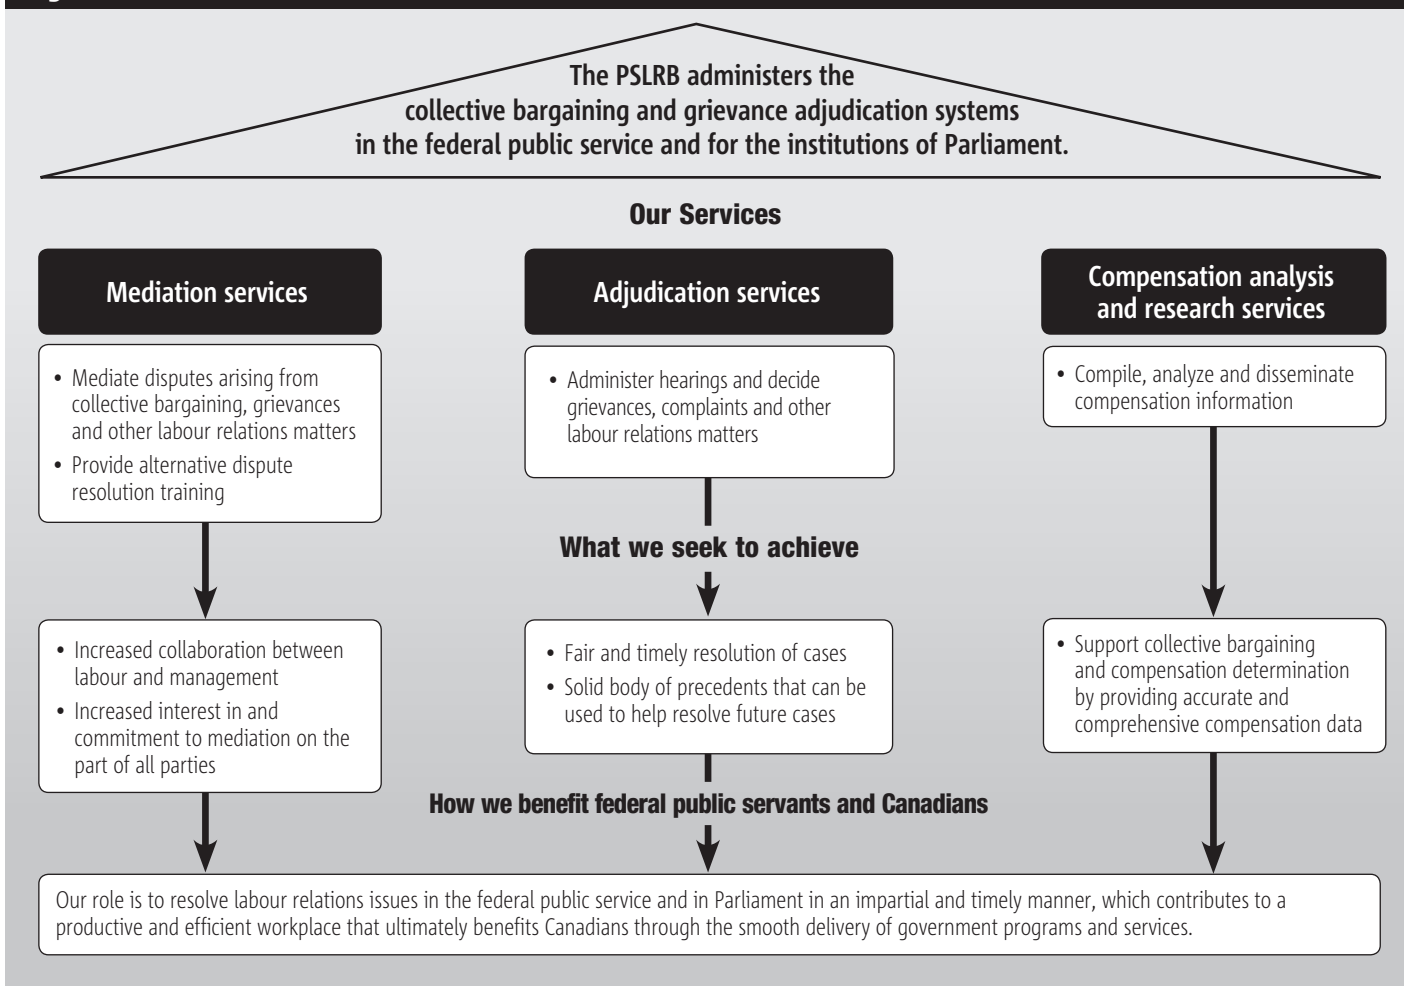 The PSLRB administers the
collective bargaining and grievance adjudication systems
in the federal public service and for the institutions of Parliament.
Our Services
Mediation services
• Mediate disputes arising from
collective bargaining, grievances
and other labour relations matters
• Provide alternative dispute
resolution training
Adjudication services
• Administer hearings and decide
grievances, complaints and other
labour relations matters
Compensation analysis
and research services
• Compile, analyze and disseminate
compensation information
What we seek to achieve
• Increased collaboration between
labour and management
• Increased interest in and
commitment to mediation on the
part of all parties
• Fair and timely resolution of cases
• Solid body of precedents that can be
used to help resolve future cases
• Support collective bargaining
and compensation determination
by providing accurate and
comprehensive compensation data
How we benefit federal public servants and Canadians
Our role is to resolve labour relations issues in the federal public service and in Parliament in an impartial and timely manner, which contributes to a
productive and efficient workplace that ultimately benefits Canadians through the smooth delivery of government programs and services.